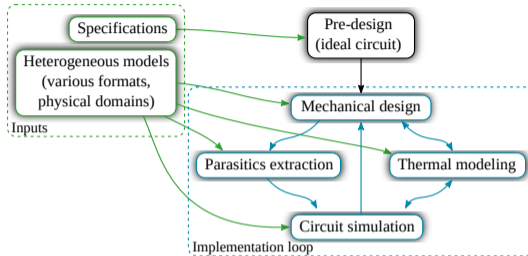 Specifications
Pre-design
(ideal circuit)
Heterogeneous models
(various formats,
physical domains)
Inputs
Mechanical design
Parasitics extraction
Thermal modeling
Circuit simulation
Implementation loop